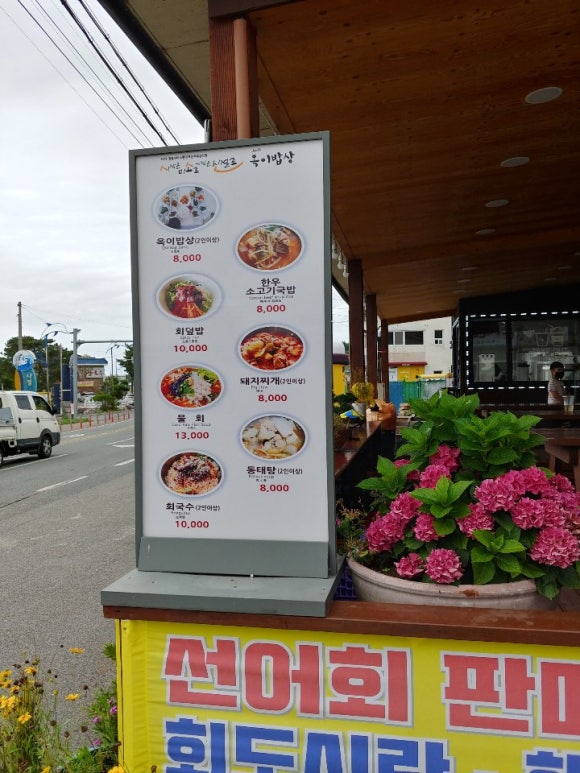 옥이밥상
옥이밥상(2인이상)
8,000
한우
소고기국밥
8,000
회덮밥
10,000
돼지찌개(2인이상)
8,000
물 회
13,000
동태탕(2인이상)
8,000
회국수(2인이상)
10,000
선어회 판매
회도시락